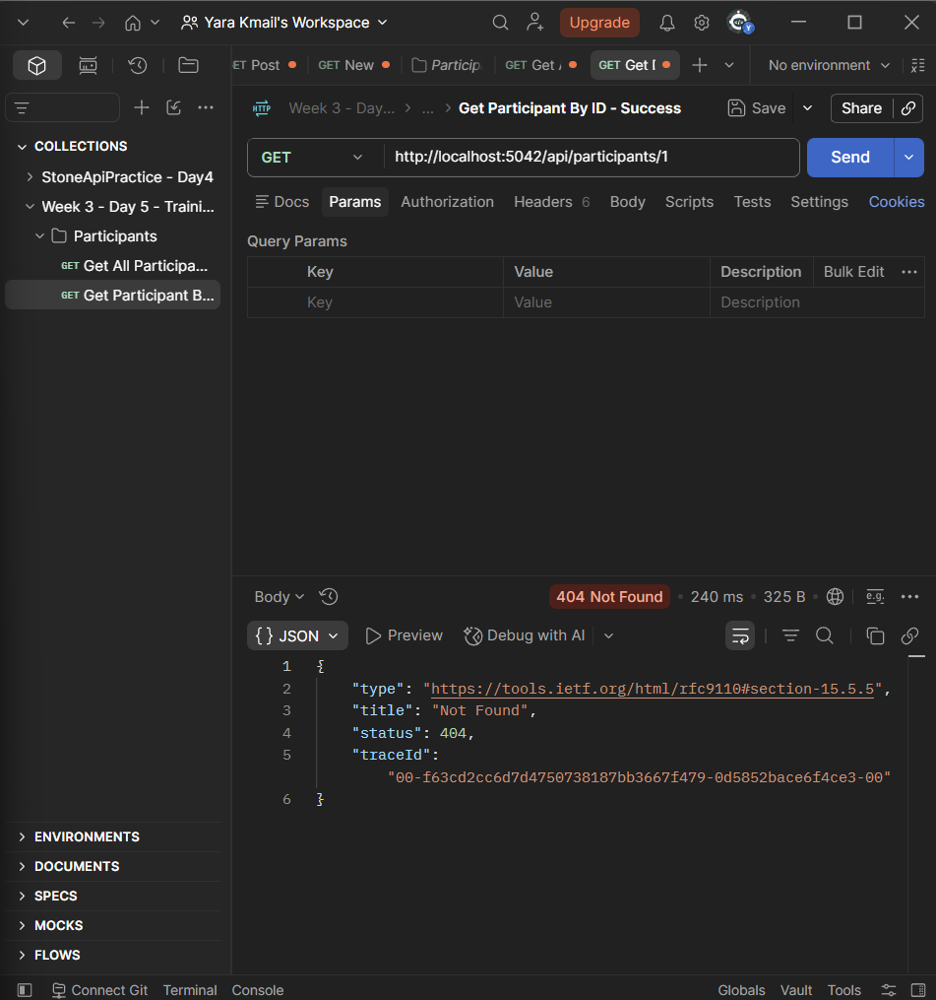 Yara Kmail's Workspace
Upgrade
Y
ET Post
GET New
Particip
GET Get
GET Get
No environment
HTTP
Week 3 - Day... > ... > Get Participant By ID - Success
Save
Share
COLLECTIONS
StoneApiPractice - Day4
Week 3 - Day 5 - Traini...
Participants
GET Get All Participa...
GET Get Participant B...
GET
http://localhost:5042/api/participants/1
Send
Docs
Params
Authorization
Headers 6
Body
Scripts
Tests
Settings
Cookies
Query Params
Key
Value
Description
Bulk Edit
Key
Value
Description
Body
404 Not Found
240 ms
325 B
e.g.
{} JSON
Preview
Debug with AI
1 {
2 "type": "https://tools.ietf.org/html/rfc9110#section-15.5.5",
3 "title": "Not Found",
4 "status": 404,
5 "traceId":
"00-f63cd2cc6d7d4750738187bb3667f479-0d5852bace6f4ce3-00"
6 }
ENVIRONMENTS
DOCUMENTS
SPECS
MOCKS
FLOWS
Connect Git
Terminal
Console
Globals
Vault
Tools